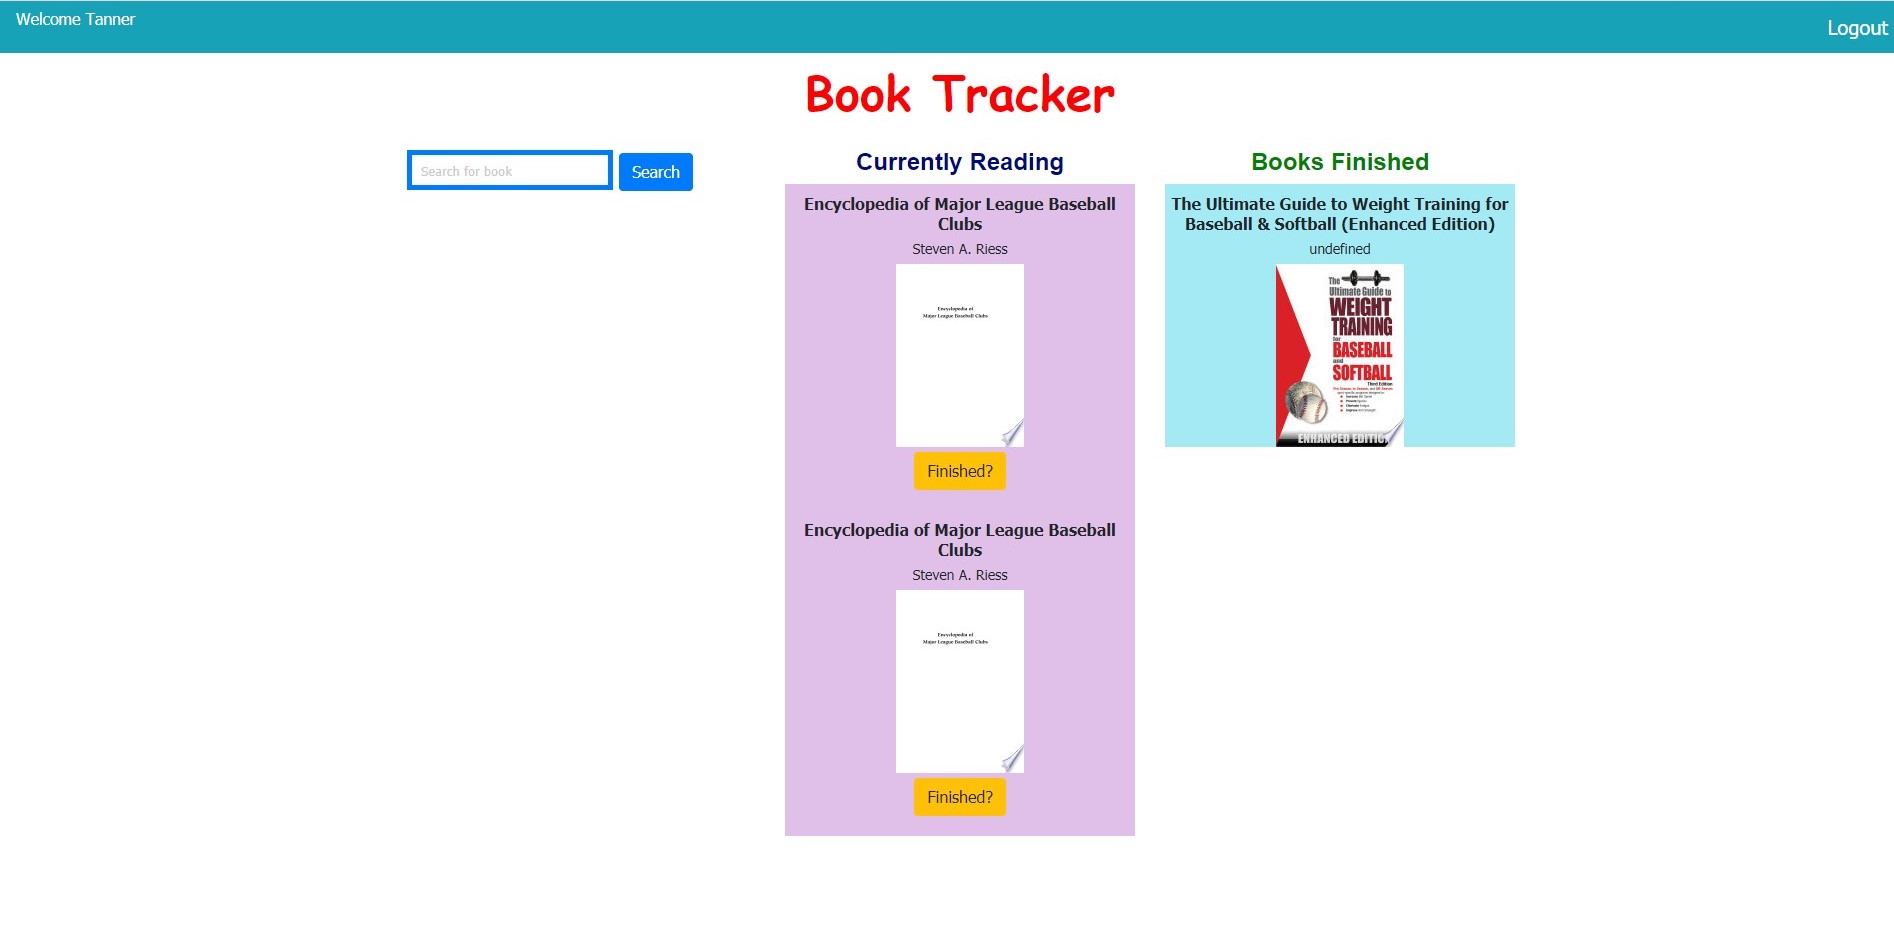 Welcome Tanner
Logout
Book Tracker
Search for book
Search
Currently Reading
Encyclopedia of Major League Baseball
Clubs
Steven A. Riess
Encyclopedia of
Major League Baseball Clubs
Finished?
Encyclopedia of Major League Baseball
Clubs
Steven A. Riess
Encyclopedia of
Major League Baseball Clubs
Finished?
Books Finished
The Ultimate Guide to Weight Training for
Baseball & Softball (Enhanced Edition)
undefined
The
Ultimate Guide to
WEIGHT
TRAINING
for
BASEBALL
and
SOFTBALL
Third Edition
ENHANCED EDITION